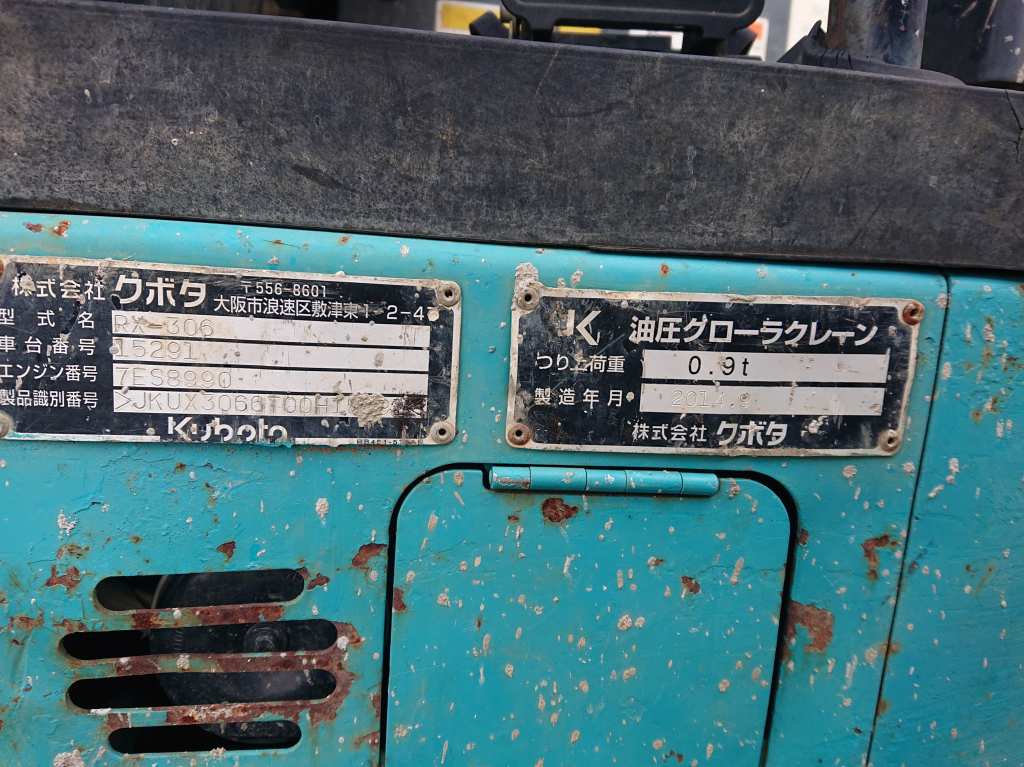 株式会社 クボタ 〒556-8601
大阪市浪速区敷津東1-2-47
型式名 RX-306 N
車台番号 15291
エンジン番号 7ES8990
製品識別番号
Kubota
油圧クローラクレーン
つり上荷重 0.9t
製造年月
株式会社 クボタ